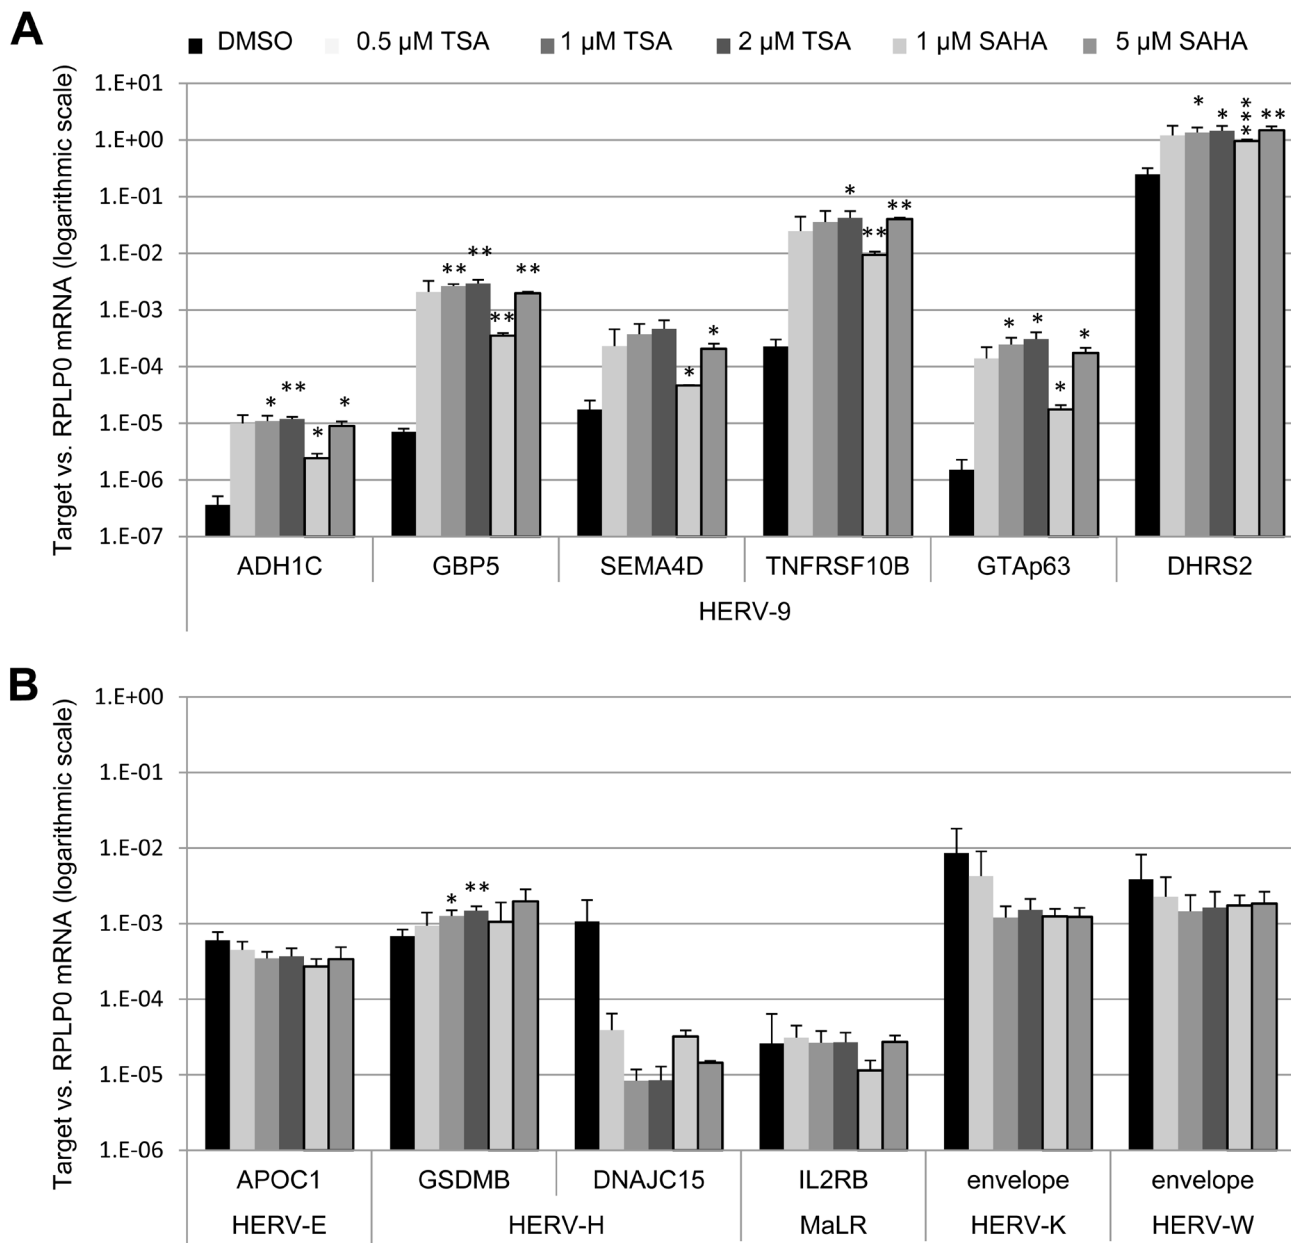 A
DMSO 0.5 µM TSA 1 µM TSA 2 µM TSA 1 µM SAHA 5 µM SAHA
Target vs. RPLP0 mRNA (logarithmic scale)
1.E+01
1.E+00
1.E-01
1.E-02
1.E-03
1.E-04
1.E-05
1.E-06
1.E-07
* ** * *
** ** ** **
* *
* ** **
* * * *
* * *** **
ADH1C GBP5 SEMA4D TNFRSF10B GTAp63 DHRS2
HERV-9
B
Target vs. RPLP0 mRNA (logarithmic scale)
1.E+00
1.E-01
1.E-02
1.E-03
1.E-04
1.E-05
1.E-06
* **
APOC1 GSDMB DNAJC15 IL2RB envelope envelope
HERV-E HERV-H MaLR HERV-K HERV-W